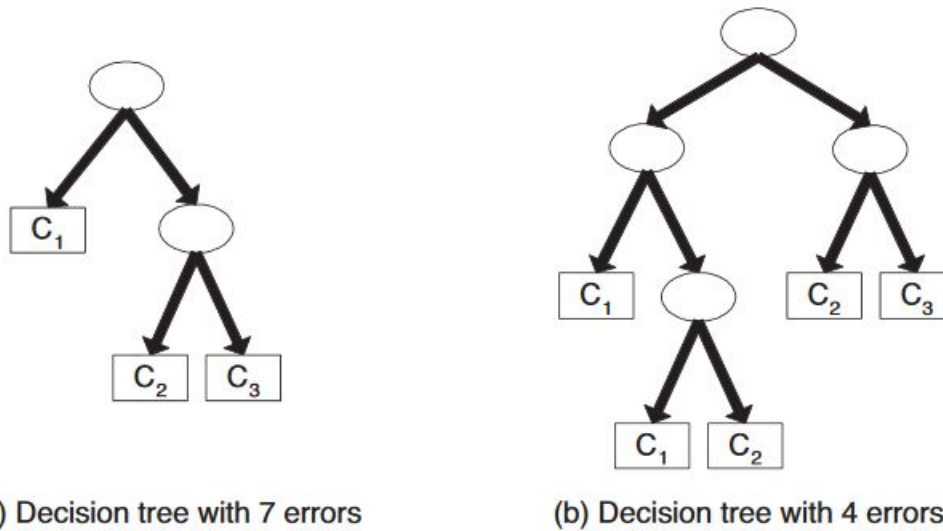 C₁
C₂ C₃
) Decision tree with 7 errors
C₁ C₂ C₃
C₁ C₂
(b) Decision tree with 4 errors